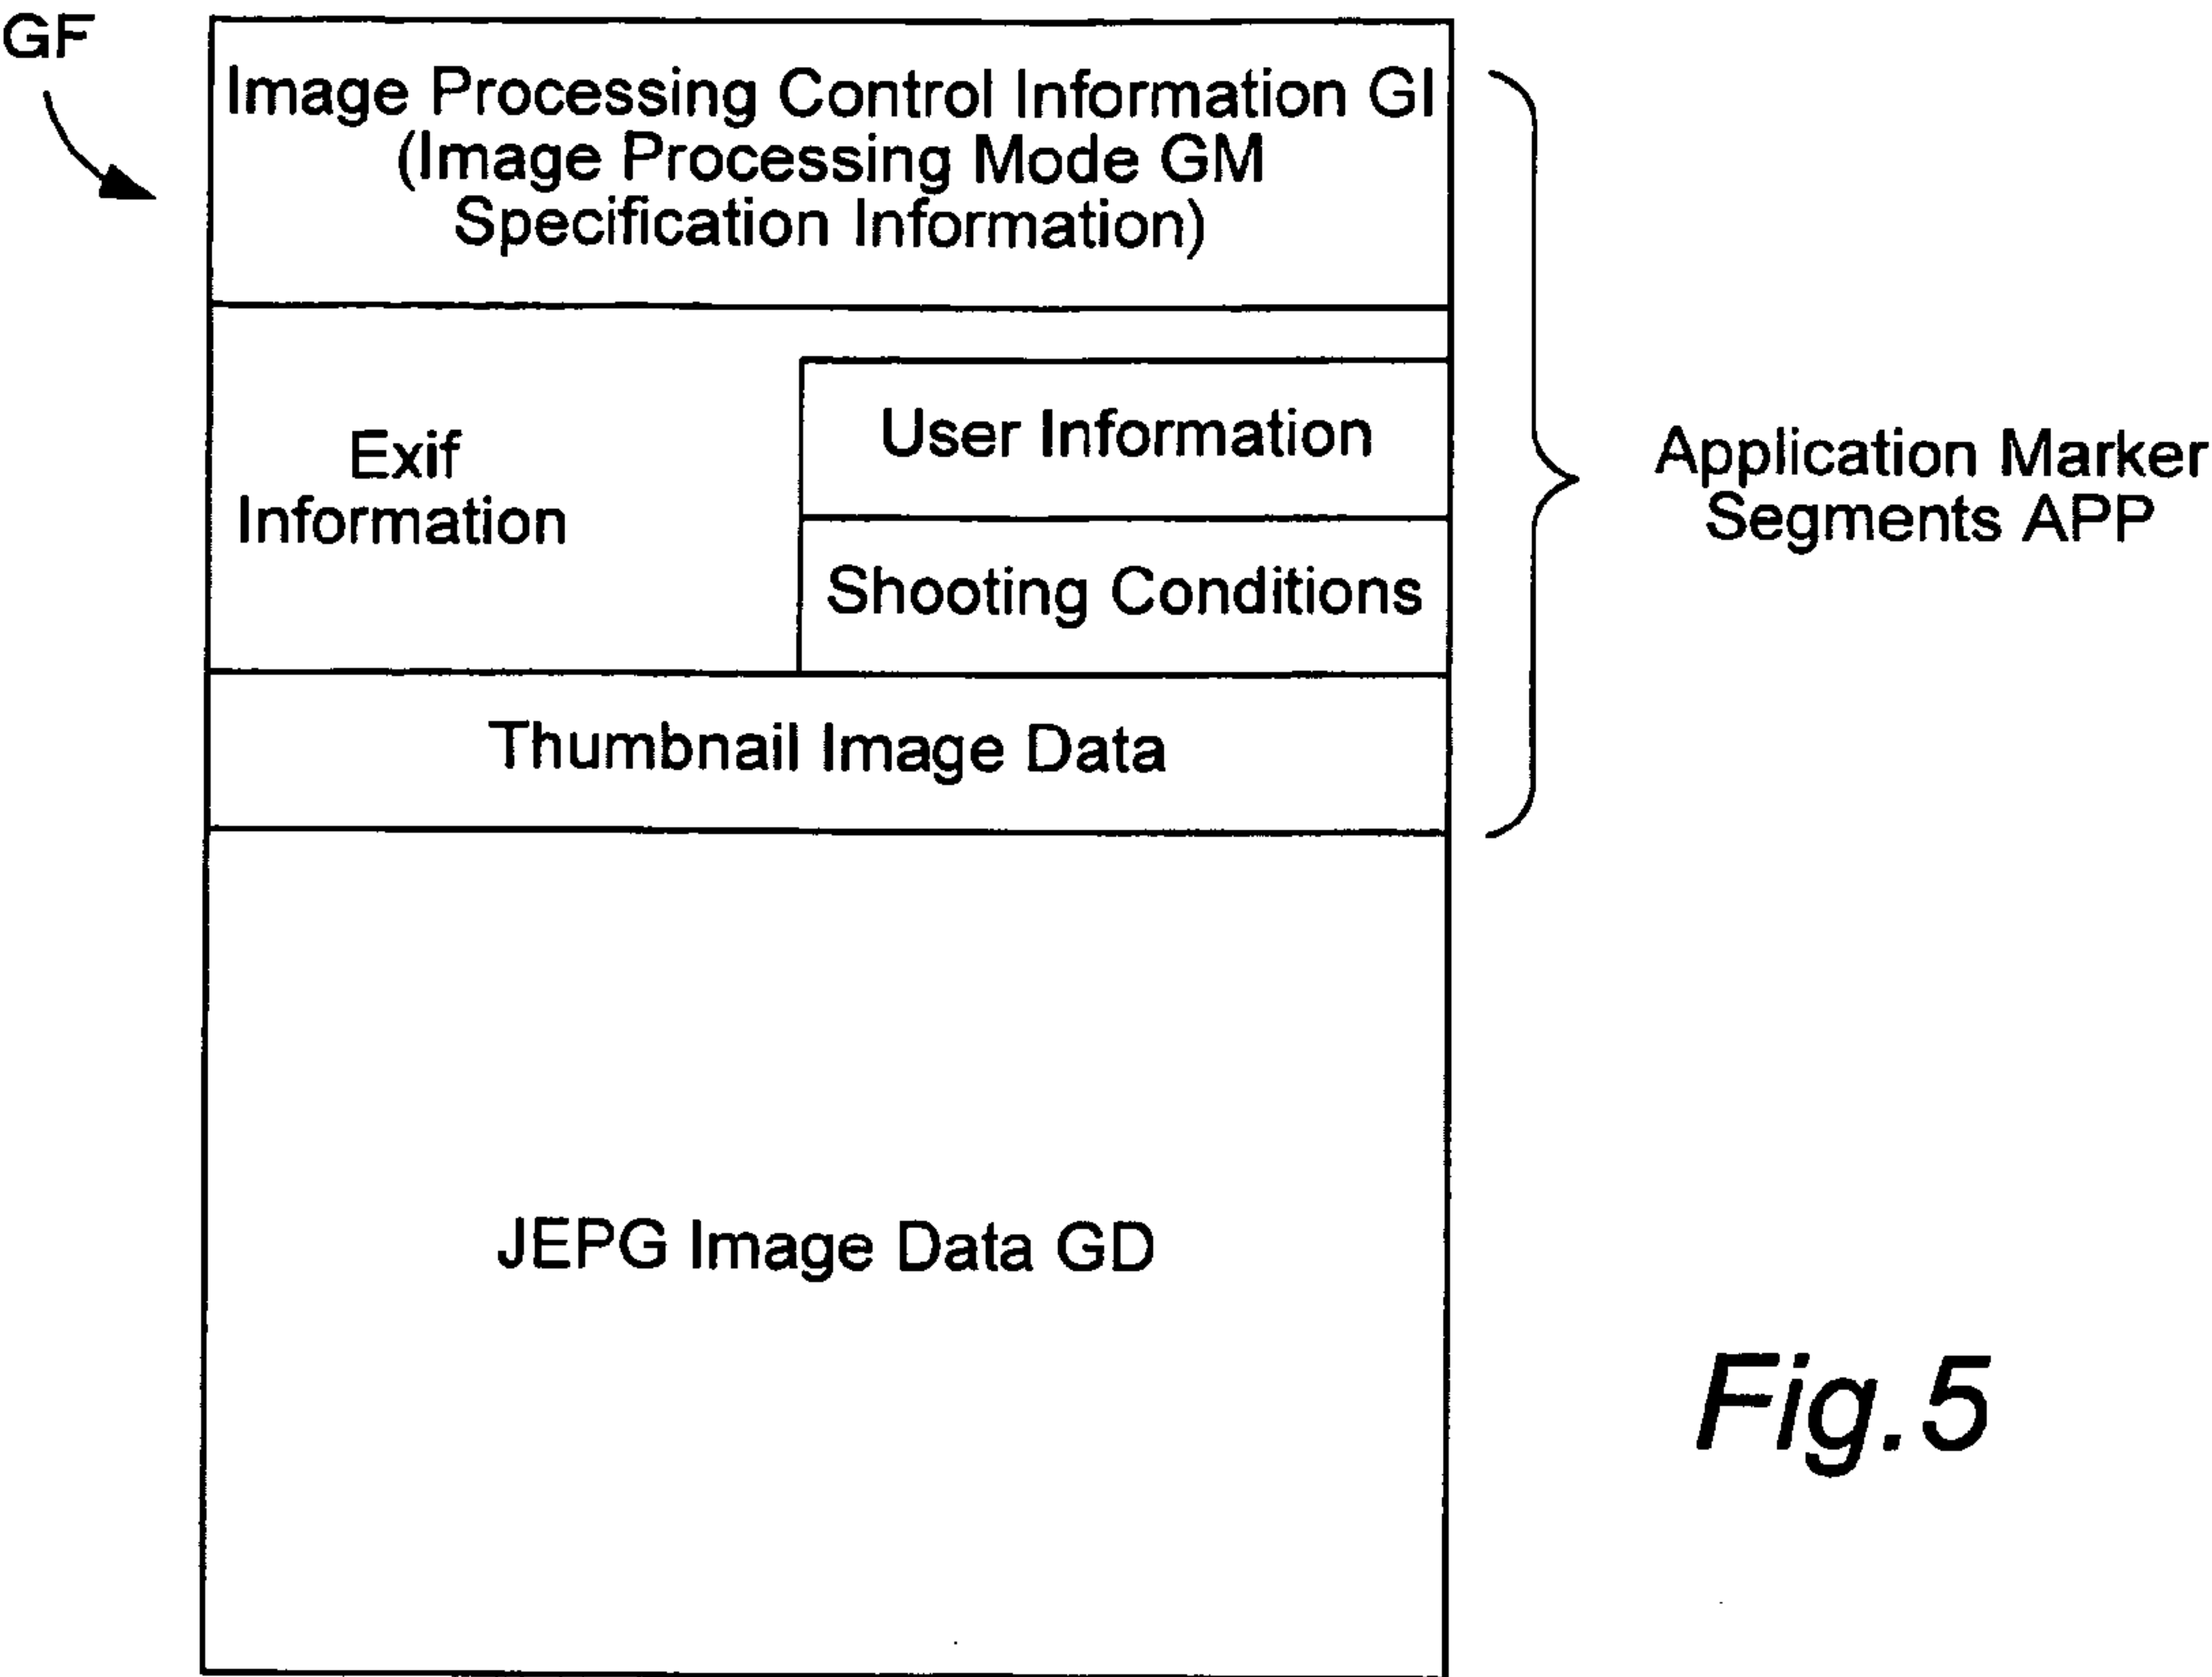 GF
Image Processing Control Information GI
(Image Processing Mode GM
Specification Information)
Exif
Information
User Information
Shooting Conditions
Thumbnail Image Data
Application Marker
Segments APP
JEPG Image Data GD
Fig.5